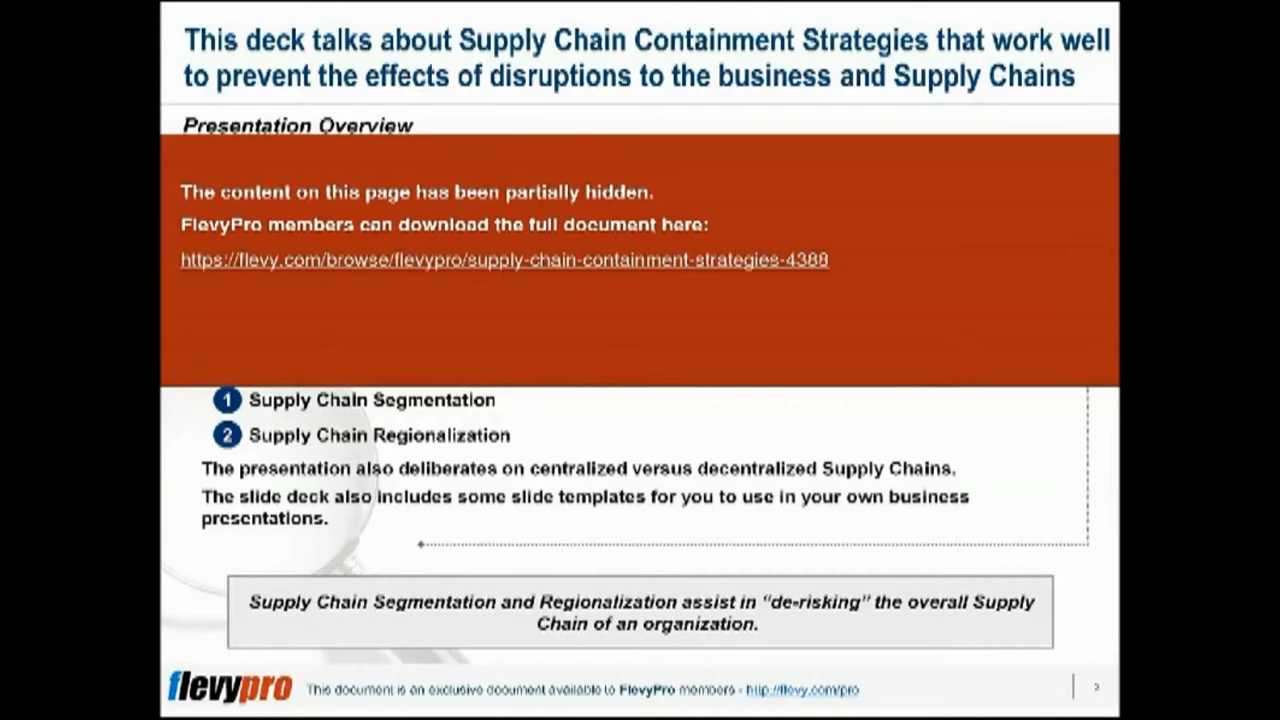 This deck talks about Supply Chain Containment Strategies that work well
to prevent the effects of disruptions to the business and Supply Chains
Presentation Overview
The content on this page has been partially hidden.
FlevyPro members can download the full document here:
https://flevy.com/browse/flevypro/supply-chain-containment-strategies-4388
1 Supply Chain Segmentation
2 Supply Chain Regionalization
The presentation also deliberates on centralized versus decentralized Supply Chains.
The slide deck also includes some slide templates for you to use in your own business
presentations.
Supply Chain Segmentation and Regionalization assist in “de-risking” the overall Supply
Chain of an organization.
flevypro This document is an exclusive document available to FlevyPro members - http://flevy.com/pro